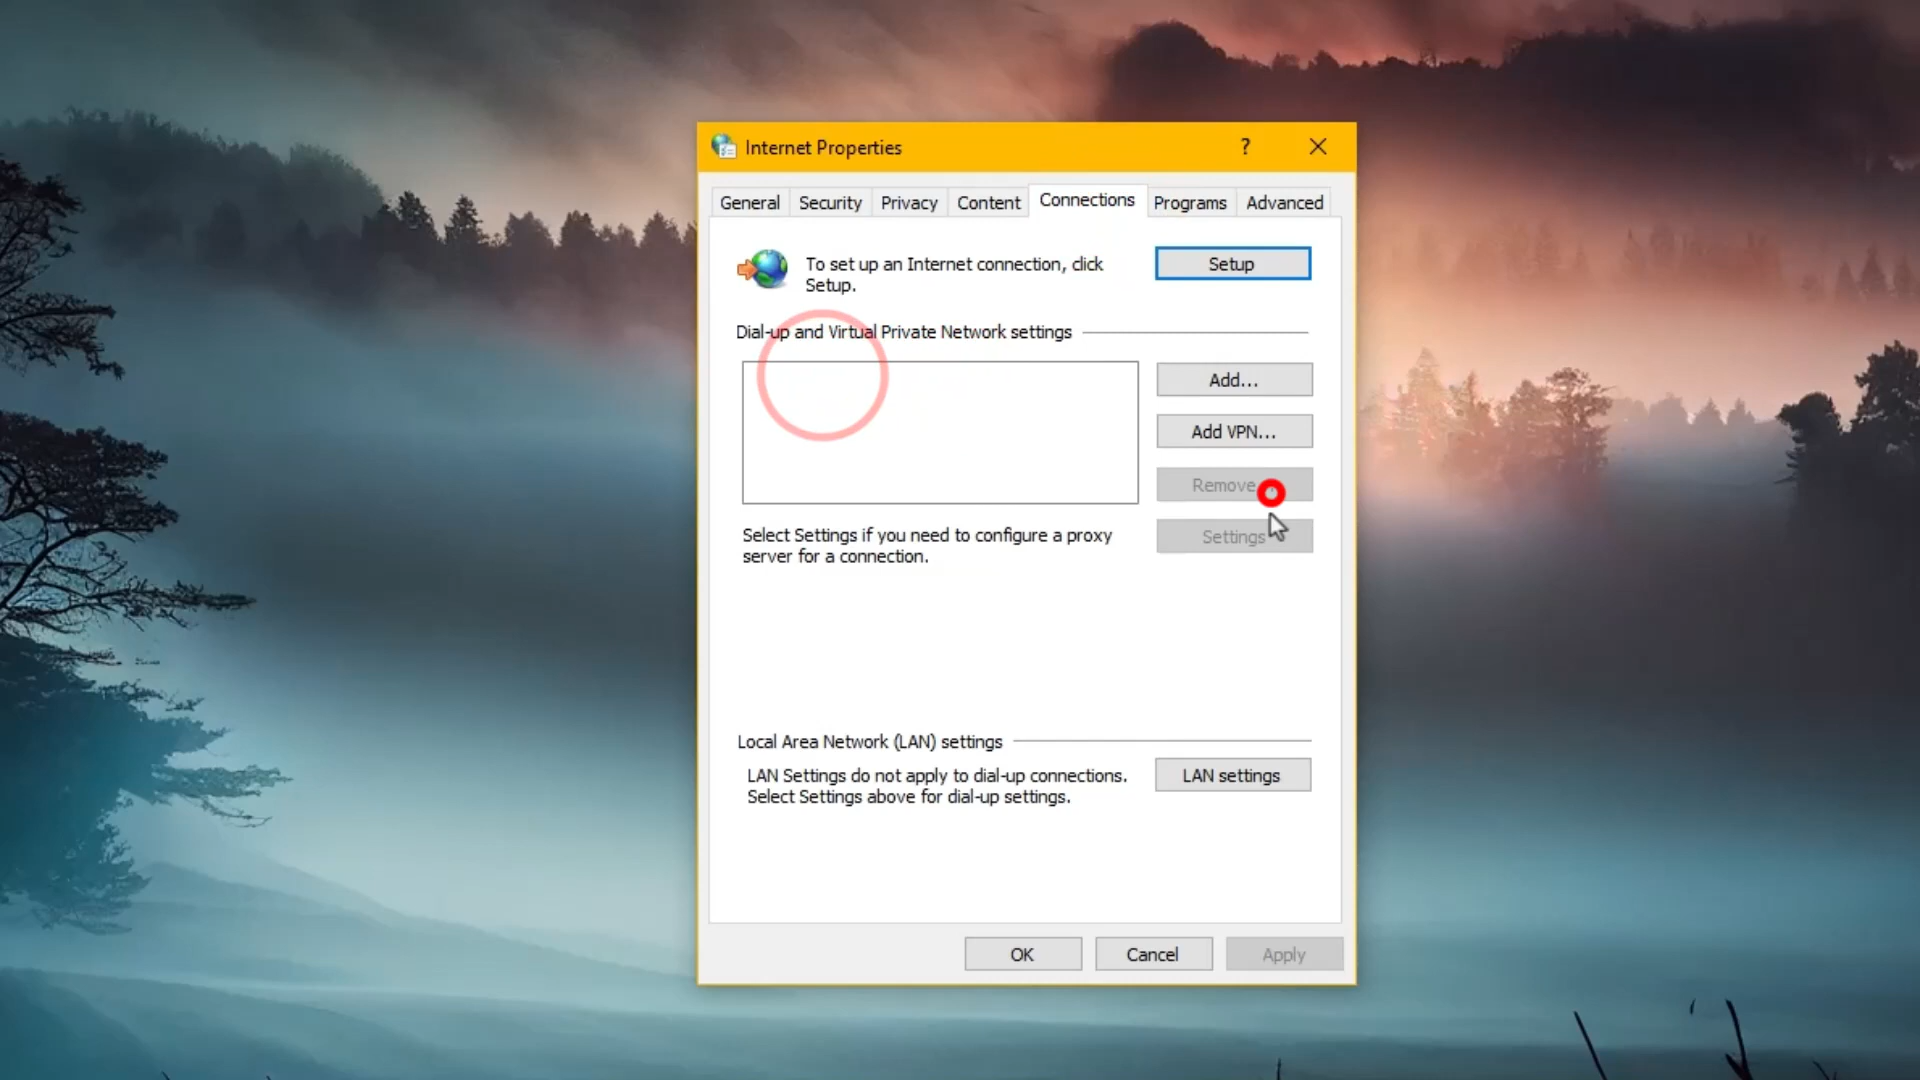 Internet Properties
?
General Security Privacy Content Connections Programs Advanced
To set up an Internet connection, click
Setup.
Setup
Dial-up and Virtual Private Network settings
Add...
Add VPN...
Remove
Settings
Select Settings if you need to configure a proxy
server for a connection.
Local Area Network (LAN) settings
LAN Settings do not apply to dial-up connections.
Select Settings above for dial-up settings.
LAN settings
OK Cancel Apply